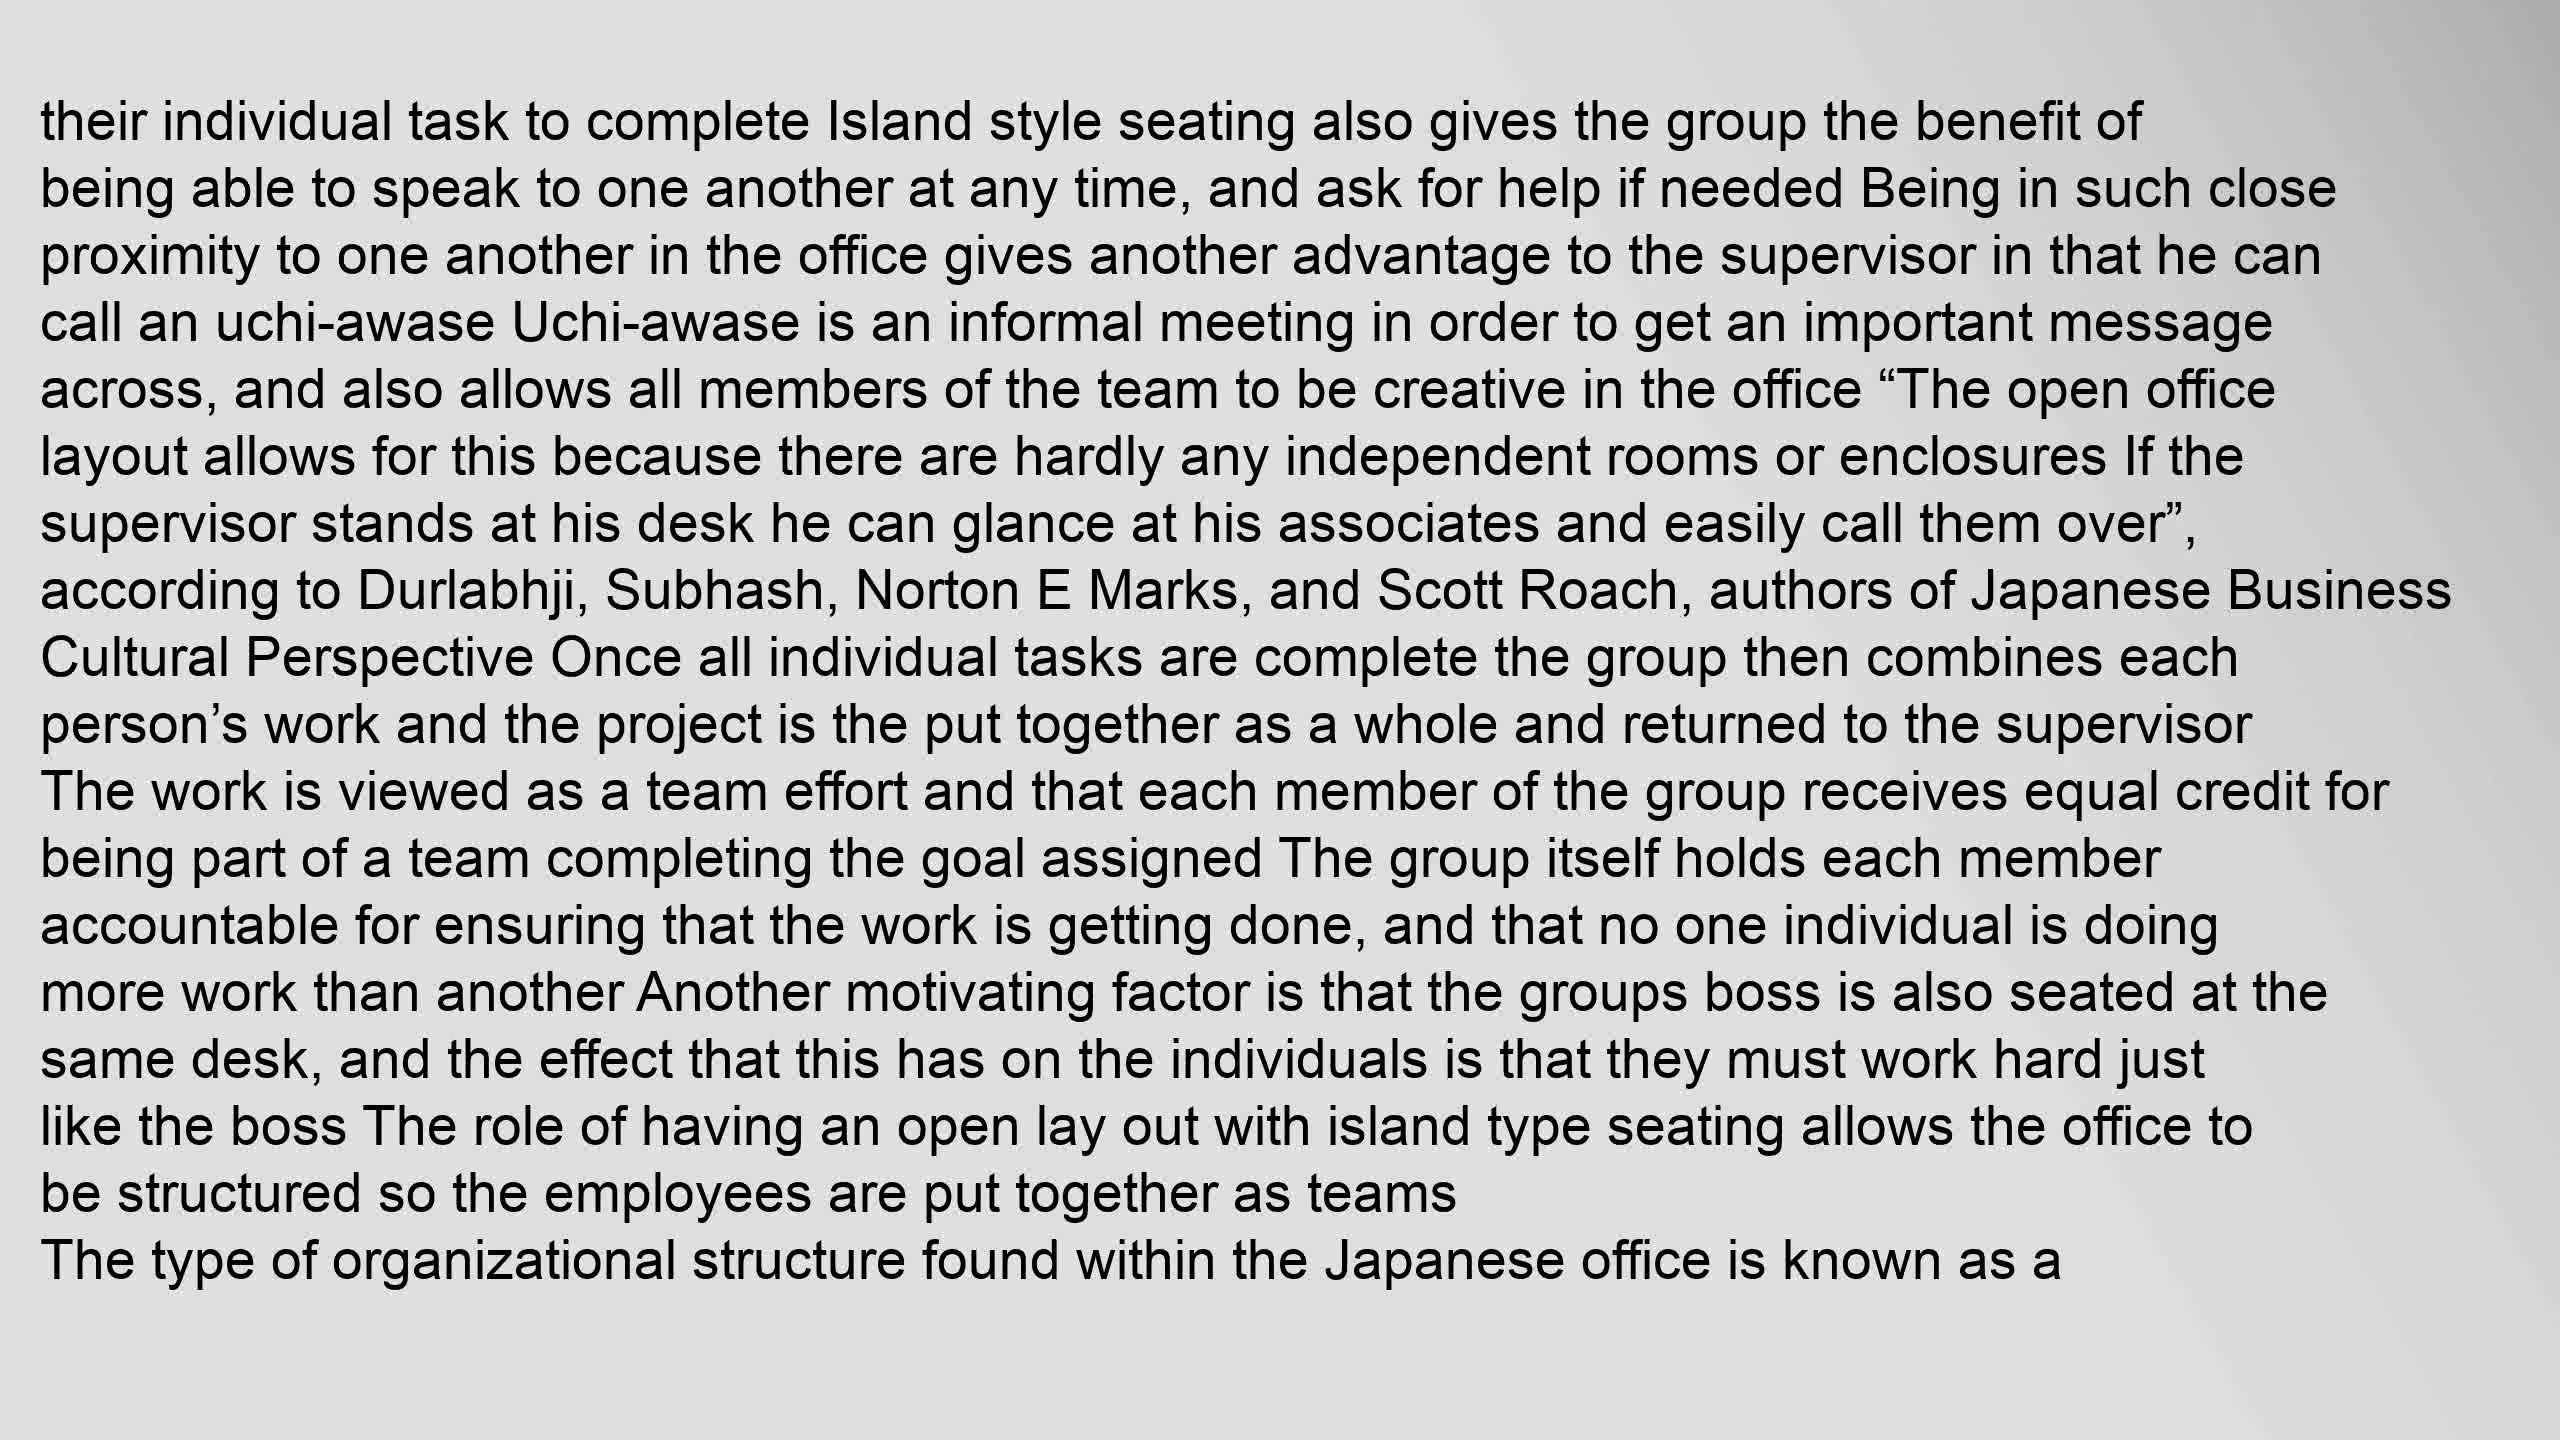 their individual task to complete Island style seating also gives the group the benefit of
being able to speak to one another at any time, and ask for help if needed Being in such close
proximity to one another in the office gives another advantage to the supervisor in that he can
call an uchi-awase Uchi-awase is an informal meeting in order to get an important message
across, and also allows all members of the team to be creative in the office “The open office
layout allows for this because there are hardly any independent rooms or enclosures If the
supervisor stands at his desk he can glance at his associates and easily call them over”,
according to Durlabhji, Subhash, Norton E Marks, and Scott Roach, authors of Japanese Business
Cultural Perspective Once all individual tasks are complete the group then combines each
person’s work and the project is the put together as a whole and returned to the supervisor
The work is viewed as a team effort and that each member of the group receives equal credit for
being part of a team completing the goal assigned The group itself holds each member
accountable for ensuring that the work is getting done, and that no one individual is doing
more work than another Another motivating factor is that the groups boss is also seated at the
same desk, and the effect that this has on the individuals is that they must work hard just
like the boss The role of having an open lay out with island type seating allows the office to
be structured so the employees are put together as teams
The type of organizational structure found within the Japanese office is known as a